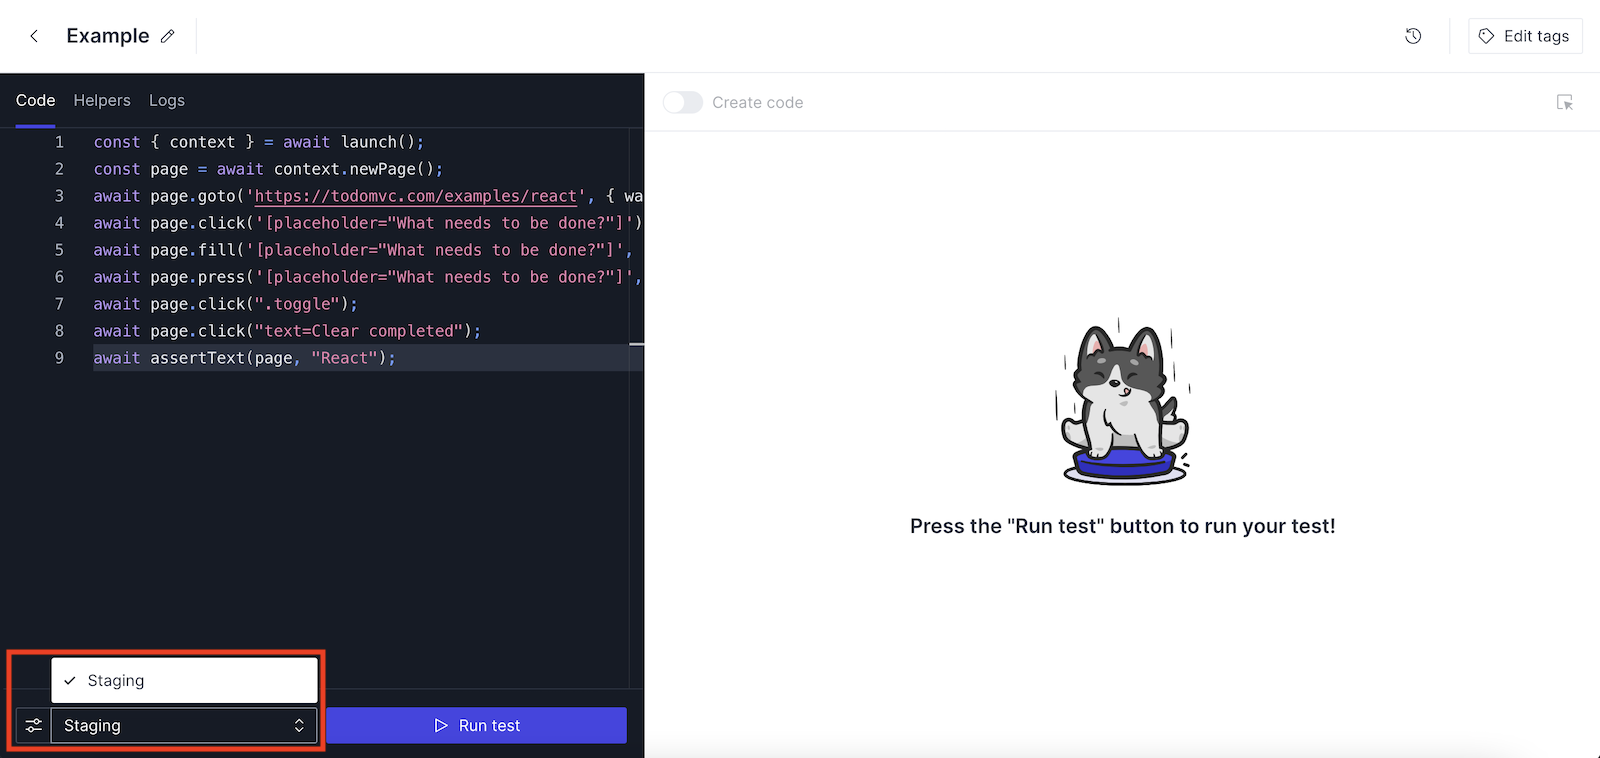 Example
Edit tags
Code Helpers Logs
Create code
1 const { context } = await launch();
2 const page = await context.newPage();
3 await page.goto('https://todomvc.com/examples/react', { wa
4 await page.click('[placeholder="What needs to be done?"]')
5 await page.fill('[placeholder="What needs to be done?"]',
6 await page.press('[placeholder="What needs to be done?"]',
7 await page.click(".toggle");
8 await page.click("text=Clear completed");
9 await assertText(page, "React");
Press the "Run test" button to run your test!
Staging
Staging
Run test